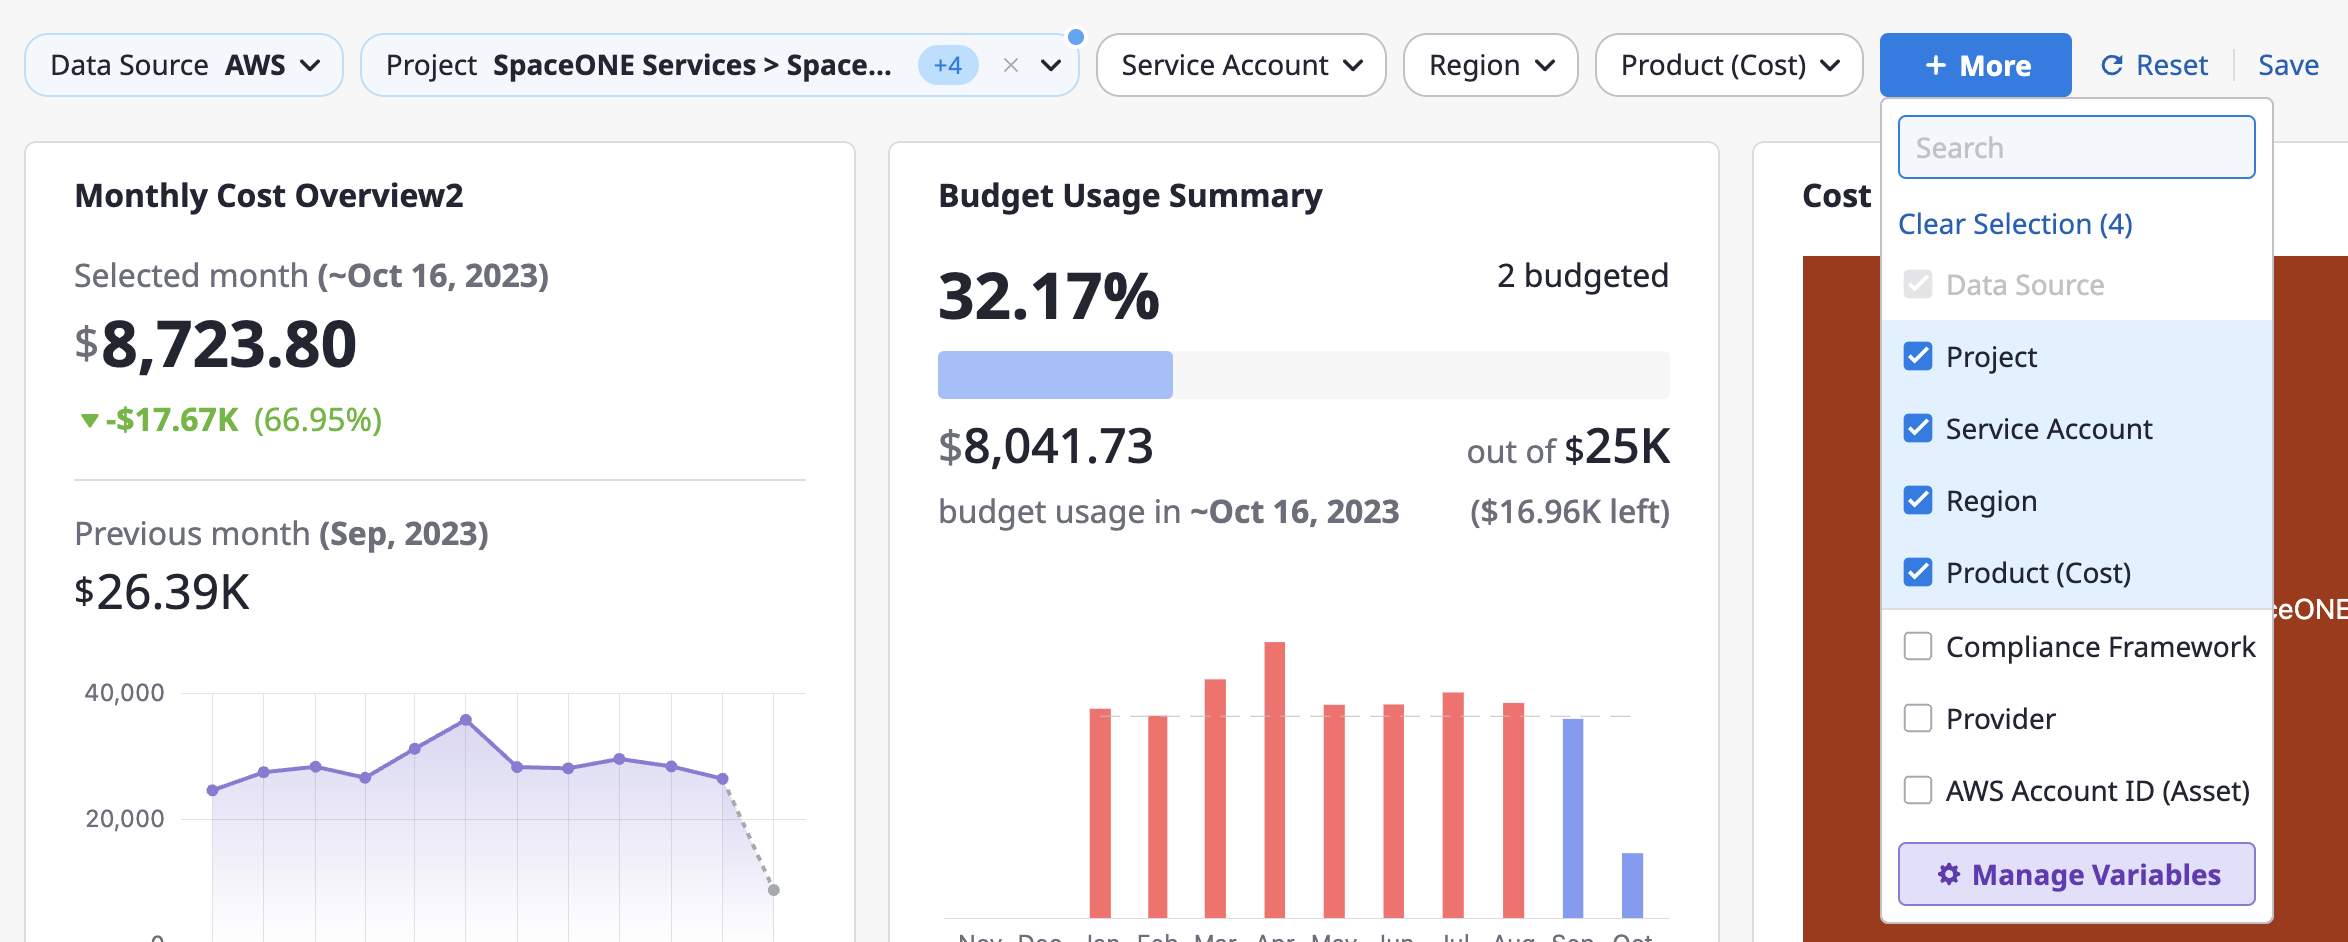 Data Source AWS
Project SpaceONE Services > Space... +4
Service Account
Region
Product (Cost)
+ More
Reset
Save
Monthly Cost Overview2
Selected month (~Oct 16, 2023)
$8,723.80
-$17.67K (66.95%)
Previous month (Sep, 2023)
$26.39K
40,000
20,000
0
Budget Usage Summary
32.17%
2 budgeted
$8,041.73
out of $25K
budget usage in ~Oct 16, 2023
($16.96K left)
Nov Dec Jan Feb Mar Apr May Jun Jul Aug Sep Oct
Cost
ceONE
Search
Clear Selection (4)
Data Source
Project
Service Account
Region
Product (Cost)
Compliance Framework
Provider
AWS Account ID (Asset)
Manage Variables